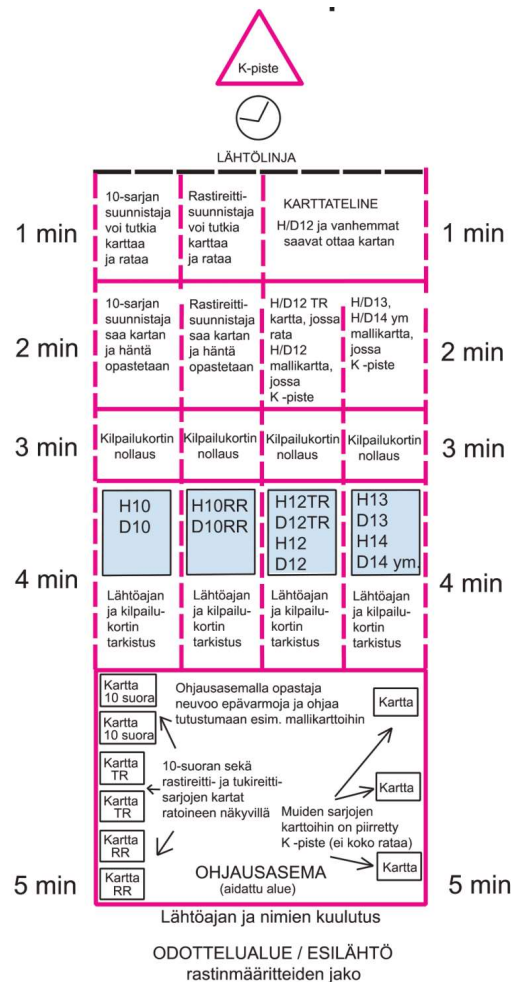 K-piste
LÄHTÖLINJA
1 min
10-sarjan
suunnistaja
voi tutkia
karttaa
ja rataa
Rastireitti-
suunnistaja
voi tutkia
karttaa
ja rataa
KARTTATELINE
H/D12 ja vanhemmat
saavat ottaa kartan
1 min
2 min
10-sarjan
suunnistaja
saa kartan
ja häntä
opastetaan
Rastireitti-
suunnistaja
saa kartan
ja häntä
opastetaan
H/D12 TR
kartta, jossa
rata
H/D12
mallikartta,
jossa
K -piste
H/D13,
H/D14 ym
mallikartta,
jossa
K -piste
2 min
3 min
Kilpailukortin
nollaus
Kilpailukortin
nollaus
Kilpailukortin
nollaus
Kilpailukortin
nollaus
3 min
4 min
H10
D10
H10RR
D10RR
H12TR
D12TR
H12
D12
H13
D13
H14
D14 ym.
4 min
Lähtöajan
ja kilpailu-
kortin
tarkistus
Lähtöajan
ja kilpailu-
kortin
tarkistus
Lähtöajan
ja kilpailu-
kortin
tarkistus
Lähtöajan
ja kilpailu-
kortin
tarkistus
Kartta
10 suora
Kartta
10 suora
Kartta
TR
Kartta
TR
Kartta
RR
Kartta
RR
Ohjausasemalla opastaja
neuvoo epävarmoja ja ohjaa
tutustumaan esim. mallikarttoihin
10-suoran sekä
rastireitti- ja tukireitti-
sarjojen kartat
ratoineen näkyvillä
Muiden sarjojen
karttoihin on piirretty
K -piste (ei koko rataa)
Kartta
Kartta
Kartta
5 min
OHJAUSASEMA
(aidattu alue)
5 min
Lähtöajan ja nimien kuulutus
ODOTTELUALUE / ESILÄHTÖ
rastinmääritteiden jako